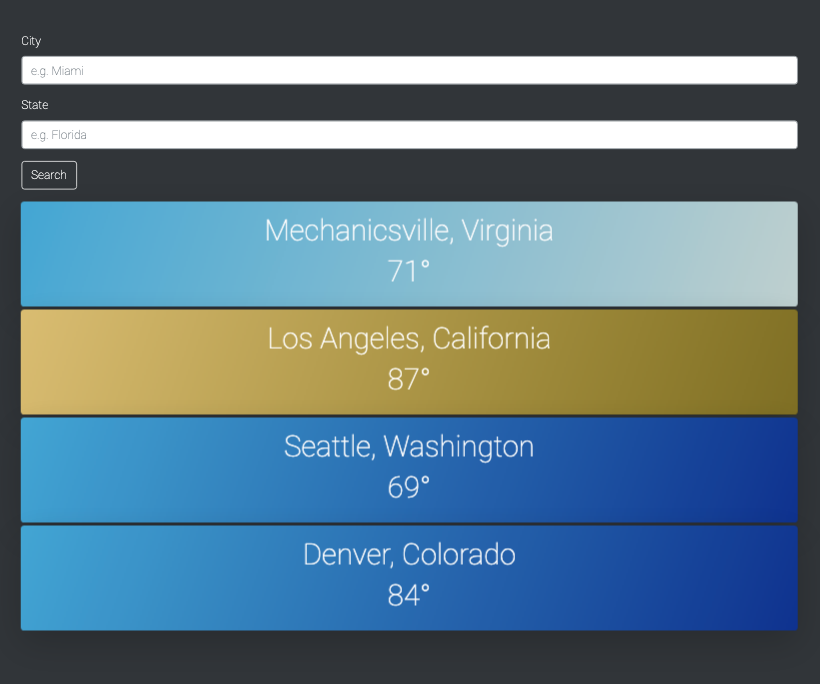 City
e.g. Miami
State
e.g. Florida
Search
Mechanicsville, Virginia
71°
Los Angeles, California
87°
Seattle, Washington
69°
Denver, Colorado
84°